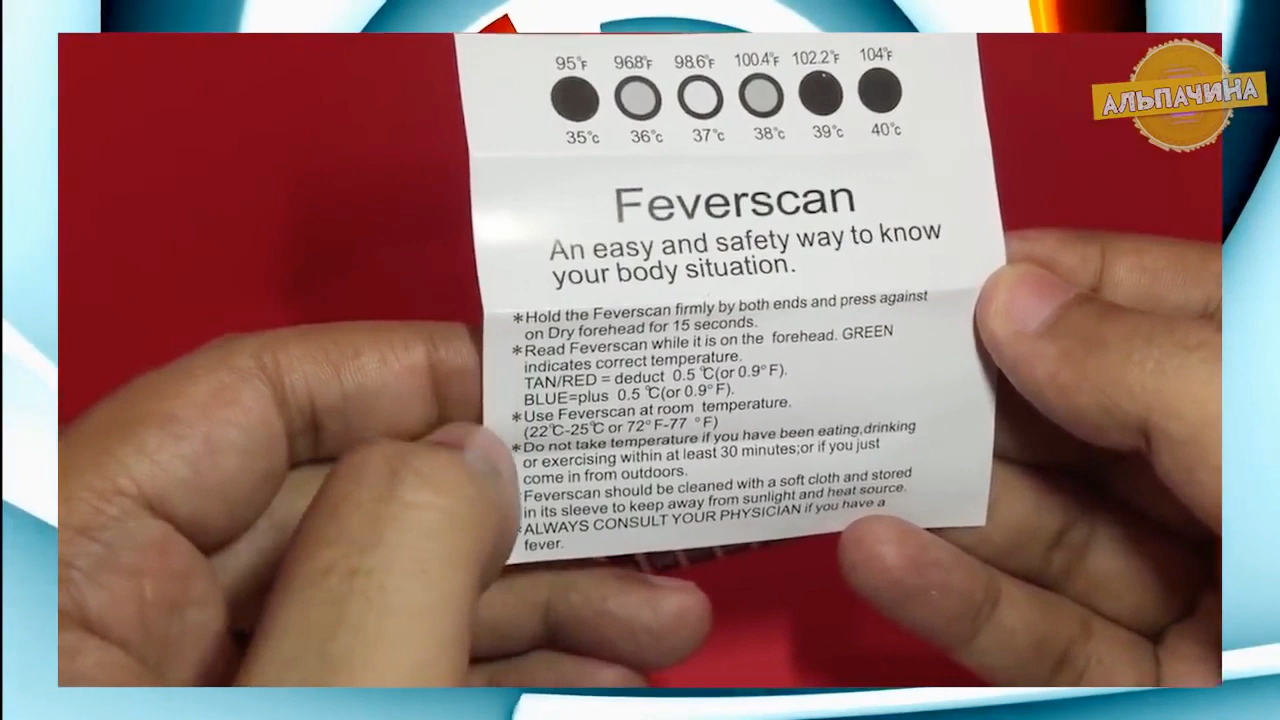 95°F 96.8°F 98.6°F 100.4°F 102.2°F 104°F
35°c 36°c 37°c 38°c 39°c 40°c
АЛЬПАЧИНА
Feverscan
An easy and safety way to know
your body situation.
*Hold the Feverscan firmly by both ends and press against
on Dry forehead for 15 seconds.
*Read Feverscan while it is on the forehead. GREEN
indicates correct temperature.
TAN/RED = deduct 0.5 °C(or 0.9°F).
BLUE=plus 0.5 °C(or 0.9°F).
*Use Feverscan at room temperature.
(22°C-25°C or 72°F-77 °F)
*Do not take temperature if you have been eating,drinking
or exercising within at least 30 minutes;or if you just
come in from outdoors.
Feverscan should be cleaned with a soft cloth and stored
in its sleeve to keep away from sunlight and heat source.
*ALWAYS CONSULT YOUR PHYSICIAN if you have a
fever.